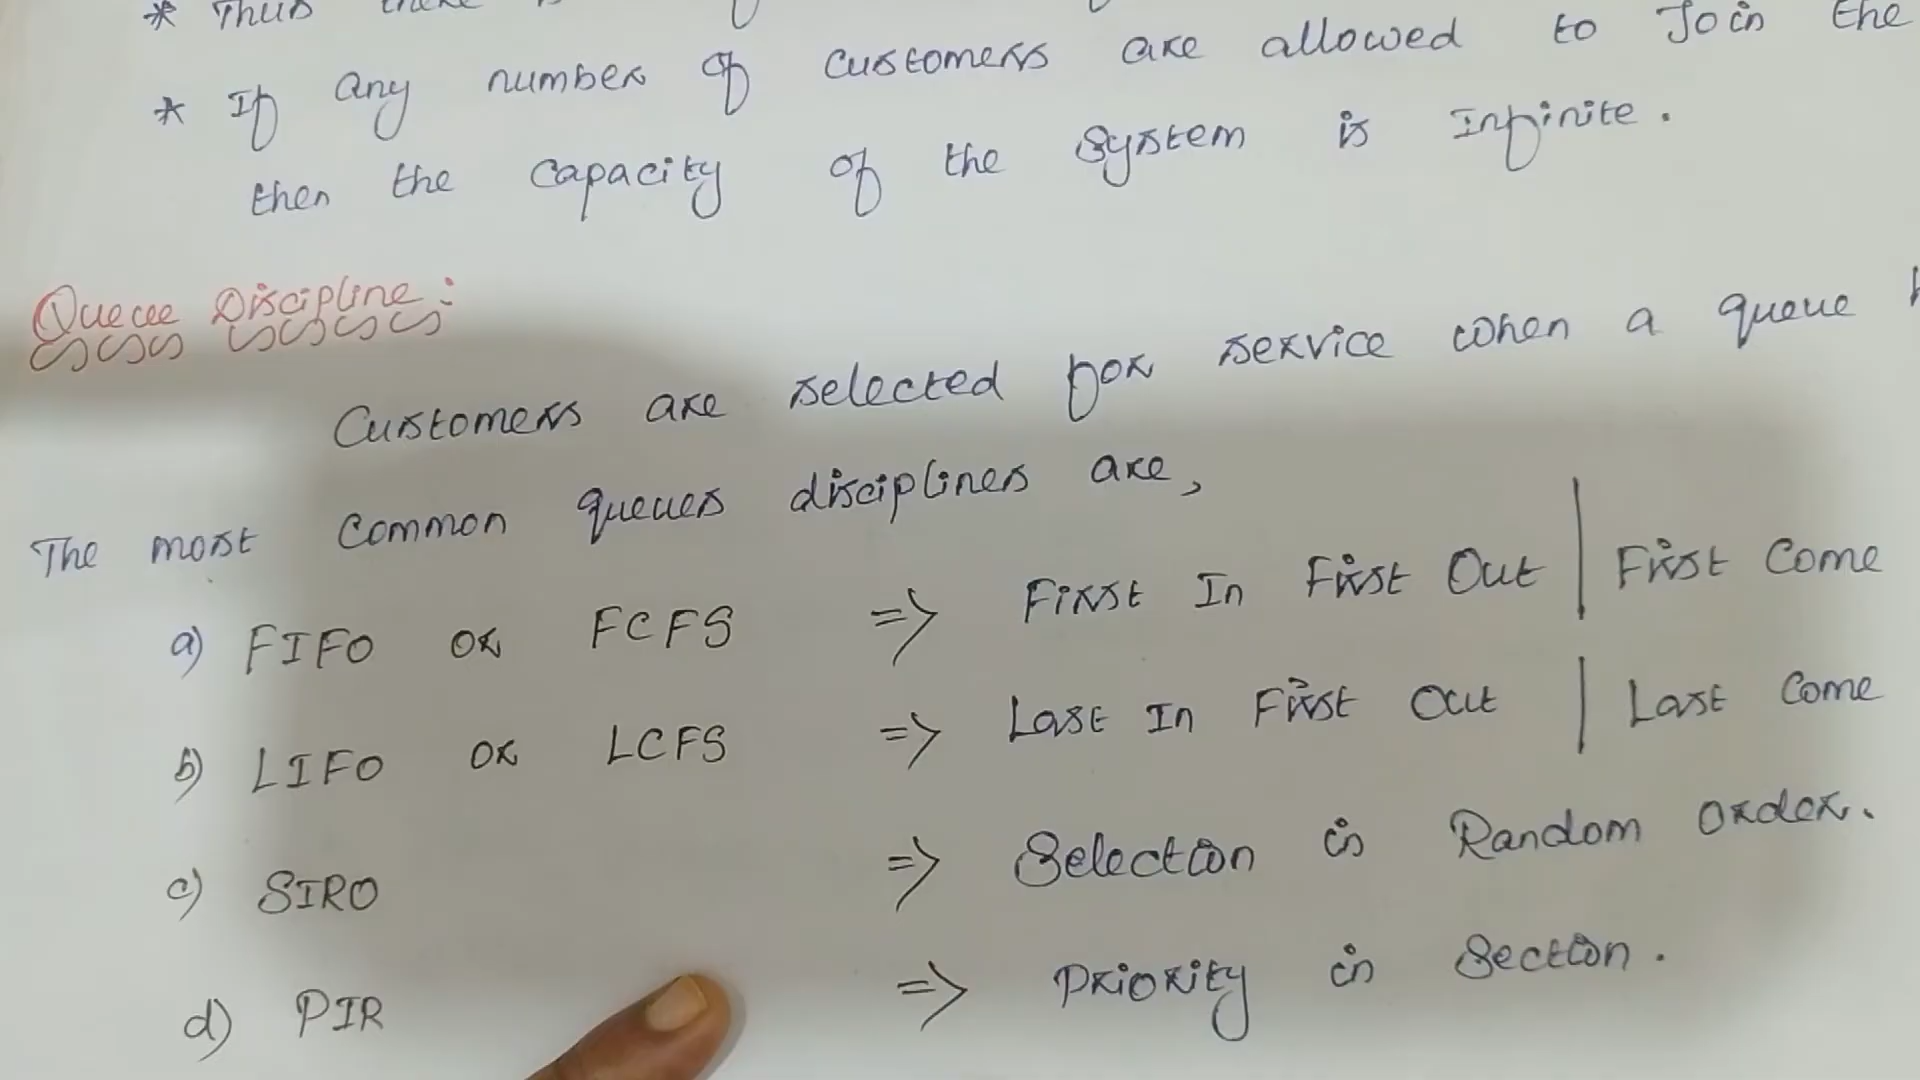 * Thus there
* If any number of customers are allowed to Join the
then the capacity of the System is Infinite.
Queue Discipline:
Customers are selected for service when a queue
The most common queues disciplines are,
a) FIFO or FCFS => First In First Out | First Come
b) LIFO or LCFS => Last In First Out | Last Come
c) SIRO => Selection in Random order.
d) PIR => Priority in Section.